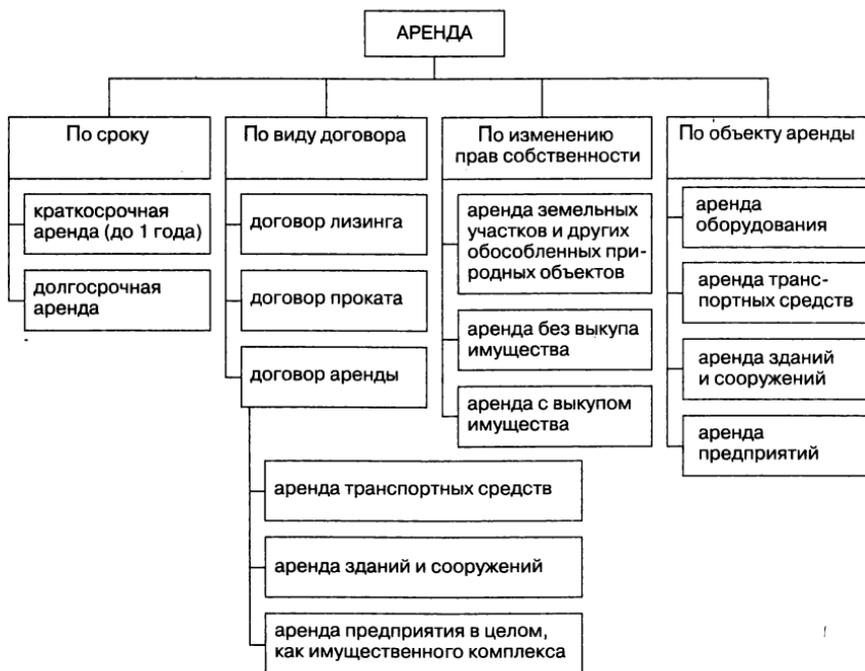 АРЕНДА
По сроку
краткосрочная
аренда (до 1 года)
долгосрочная
аренда
По виду договора
договор лизинга
договор проката
договор аренды
аренда транспортных средств
аренда зданий и сооружений
аренда предприятия в целом,
как имущественного комплекса
По изменению
прав собственности
аренда земельных
участков и других
обособленных при-
родных объектов
аренда без выкупа
имущества
аренда с выкупом
имущества
По объекту аренды
аренда
оборудования
аренда транс-
портных средств
аренда зданий
и сооружений
аренда
предприятий